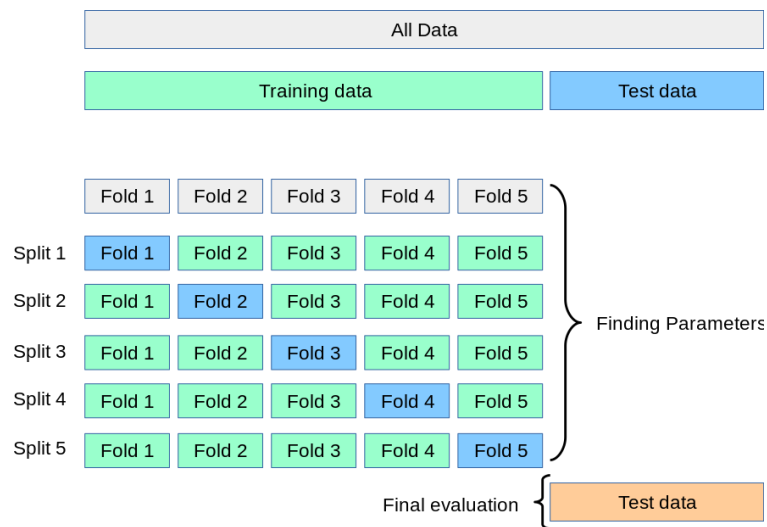 All Data
Training data Test data
Fold 1 Fold 2 Fold 3 Fold 4 Fold 5
Split 1 Fold 1 Fold 2 Fold 3 Fold 4 Fold 5
Split 2 Fold 1 Fold 2 Fold 3 Fold 4 Fold 5
Finding Parameters
Split 3 Fold 1 Fold 2 Fold 3 Fold 4 Fold 5
Split 4 Fold 1 Fold 2 Fold 3 Fold 4 Fold 5
Split 5 Fold 1 Fold 2 Fold 3 Fold 4 Fold 5
Final evaluation Test data